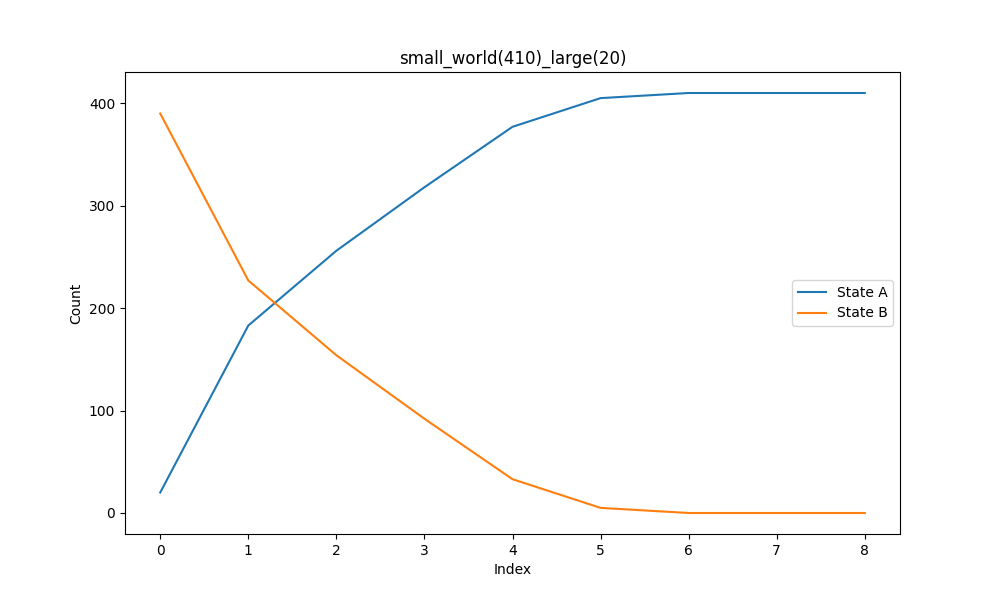 small_world(410)_large(20)
Count
400
300
200
100
0
State A
State B
0 1 2 3 4 5 6 7 8
Index